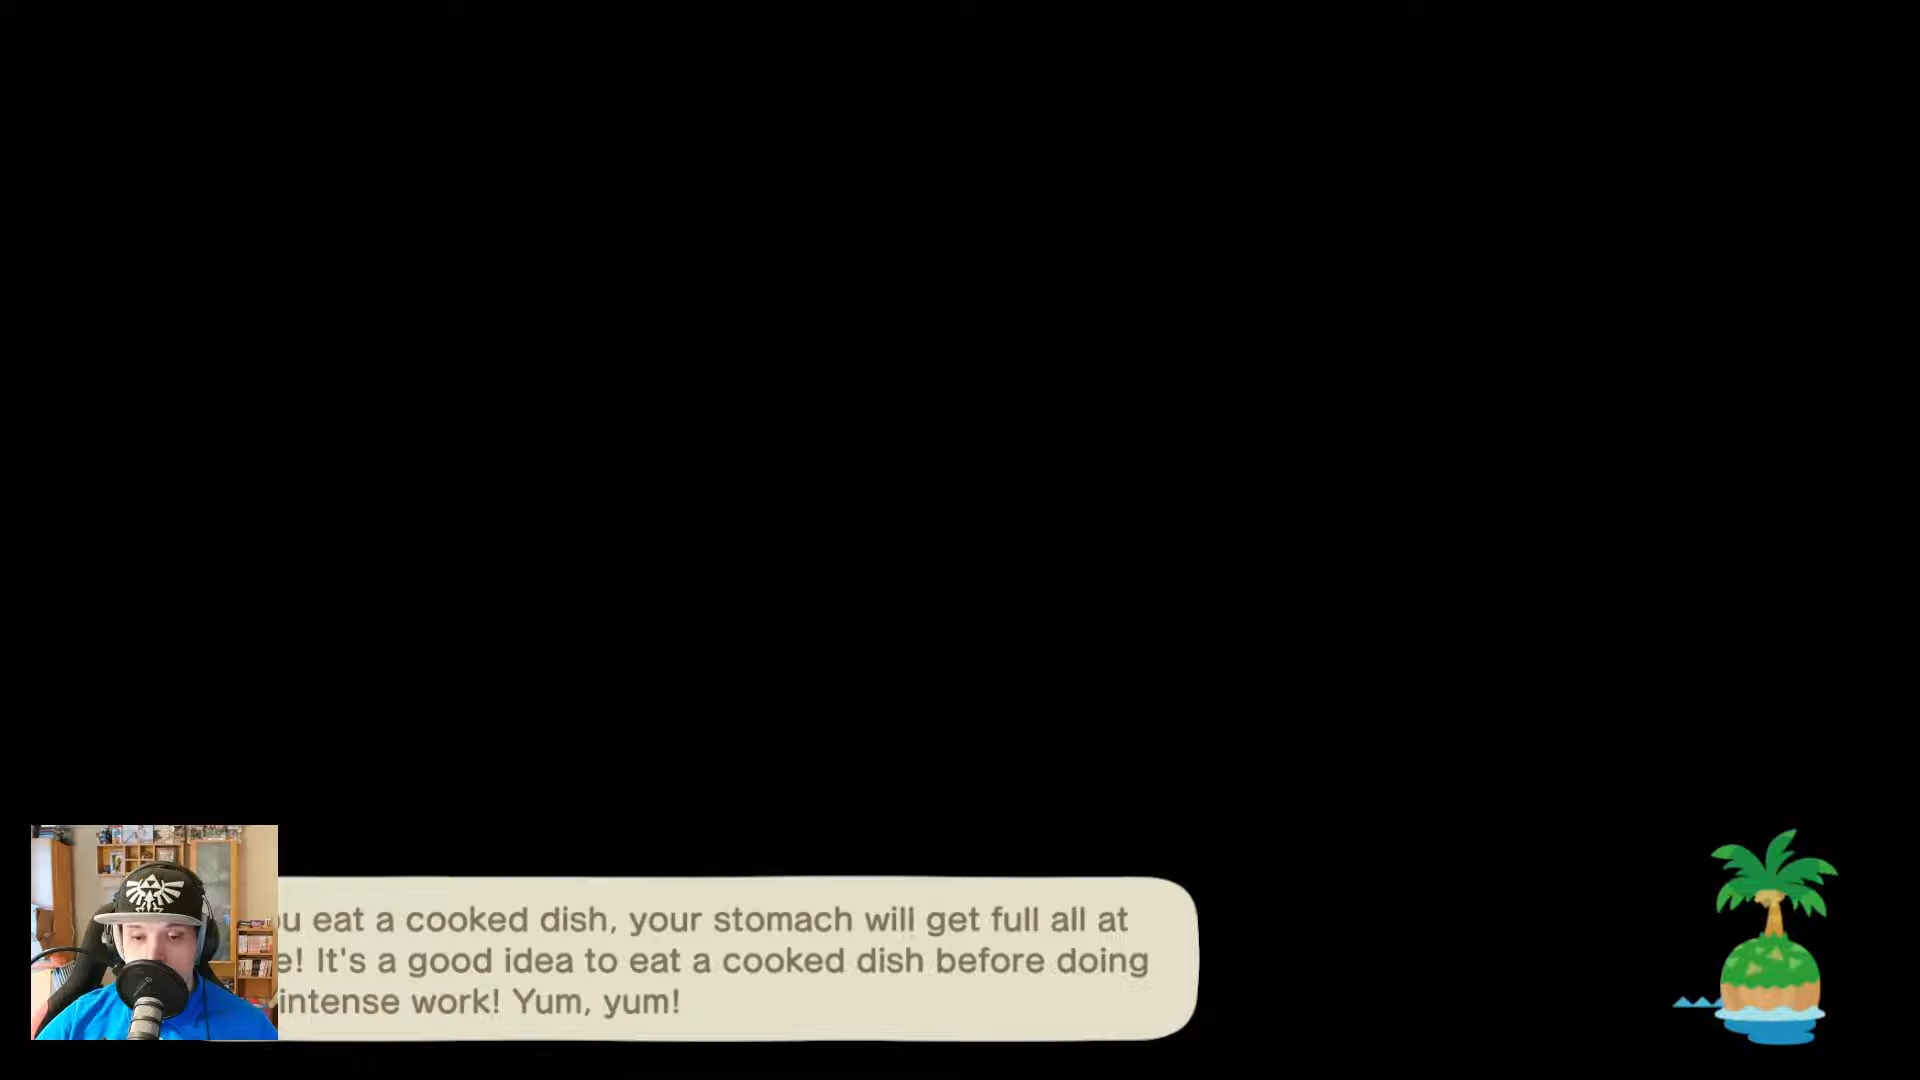 eat a cooked dish, your stomach will get full all at
It's a good idea to eat a cooked dish before doing
intense work! Yum, yum!